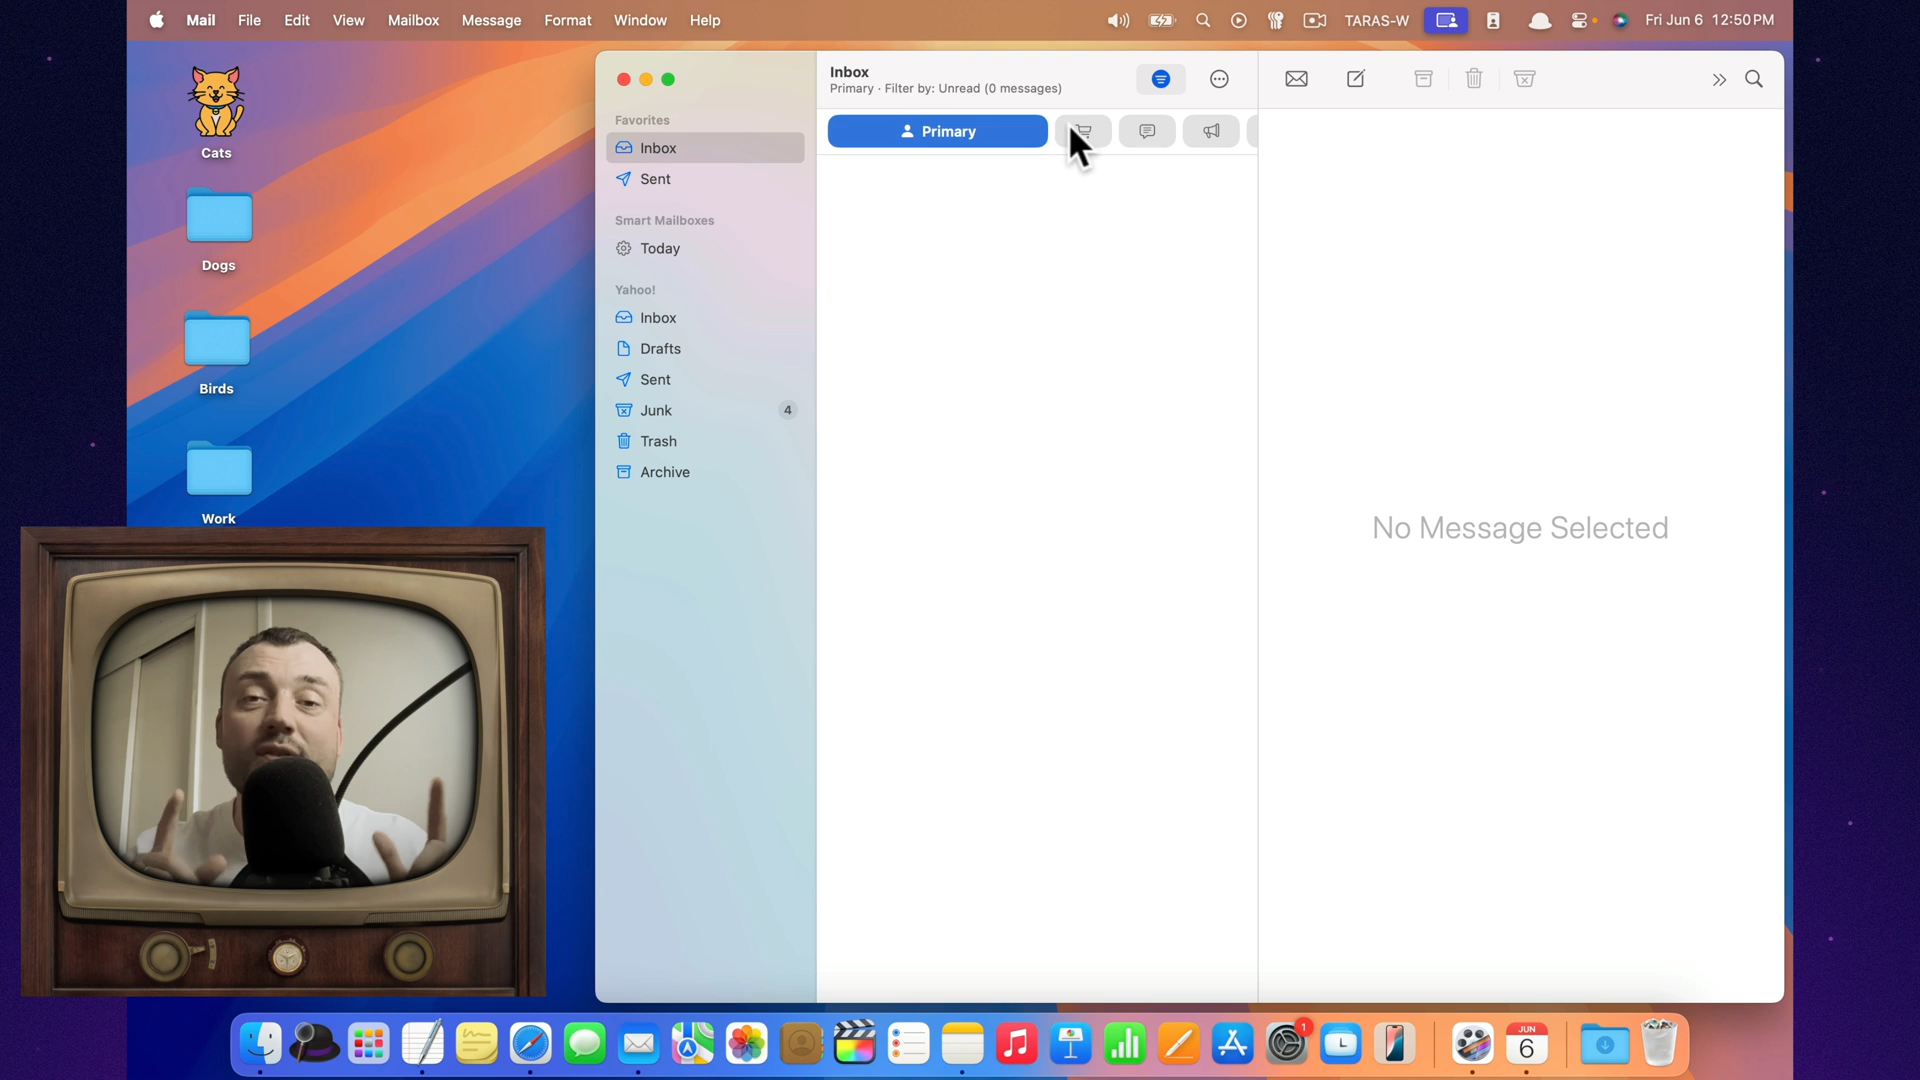 Mail File Edit View Mailbox Message Format Window Help TARAS-W Fri Jun 6 12:50 PM
Cats
Dogs
Birds
Work
Favorites
Inbox
Sent
Smart Mailboxes
Today
Yahoo!
Inbox
Drafts
Sent
Junk 4
Trash
Archive
Inbox
Primary · Filter by: Unread (0 messages)
Primary
No Message Selected
1
JUN
6